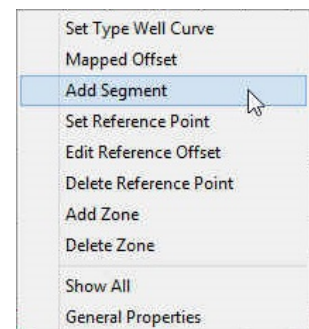 Set Type Well Curve
Mapped Offset
Add Segment
Set Reference Point
Edit Reference Offset
Delete Reference Point
Add Zone
Delete Zone
Show All
General Properties